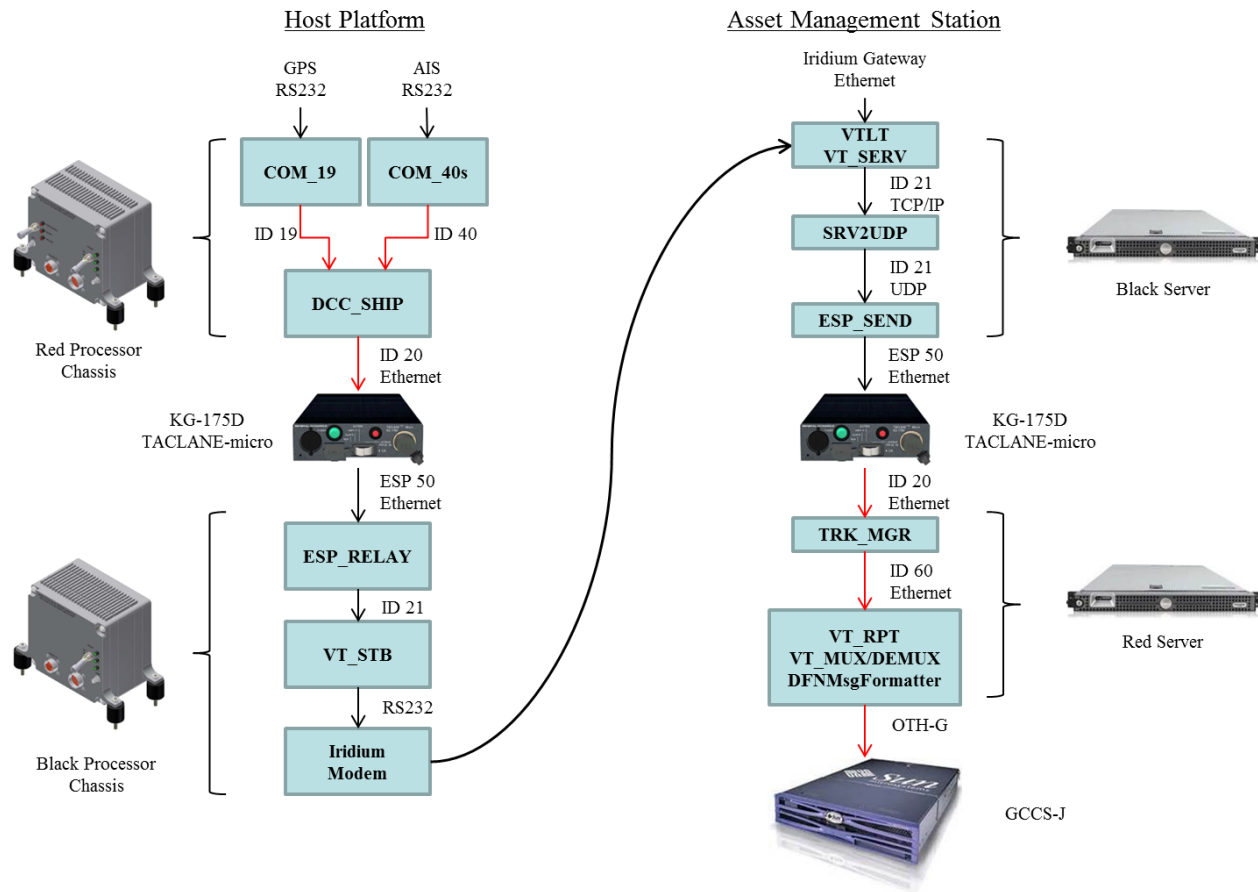 Host Platform
GPS
RS232
AIS
RS232
COM_19
COM_40s
ID 19
ID 40
DCC_SHIP
Red Processor
Chassis
ID 20
Ethernet
KG-175D
TACLANE-micro
ESP 50
Ethernet
ESP_RELAY
ID 21
VT_STB
RS232
Black Processor
Chassis
Iridium
Modem
Asset Management Station
Iridium Gateway
Ethernet
VTLT
VT_SERV
ID 21
TCP/IP
SRV2UDP
ID 21
UDP
Black Server
ESP_SEND
ESP 50
Ethernet
KG-175D
TACLANE-micro
ID 20
Ethernet
TRK_MGR
ID 60
Ethernet
VT_RPT
VT_MUX/DEMUX
DFNMsgFormatter
Red Server
OTH-G
Sun
GCCS-J